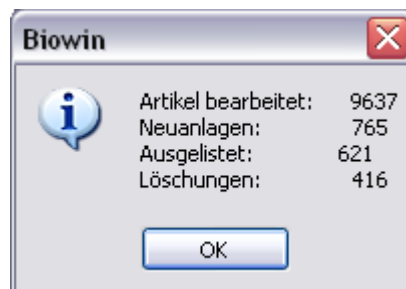 Biowin
Artikel bearbeitet: 9637
Neuanlagen: 765
Ausgelistet: 621
Löschungen: 416
OK